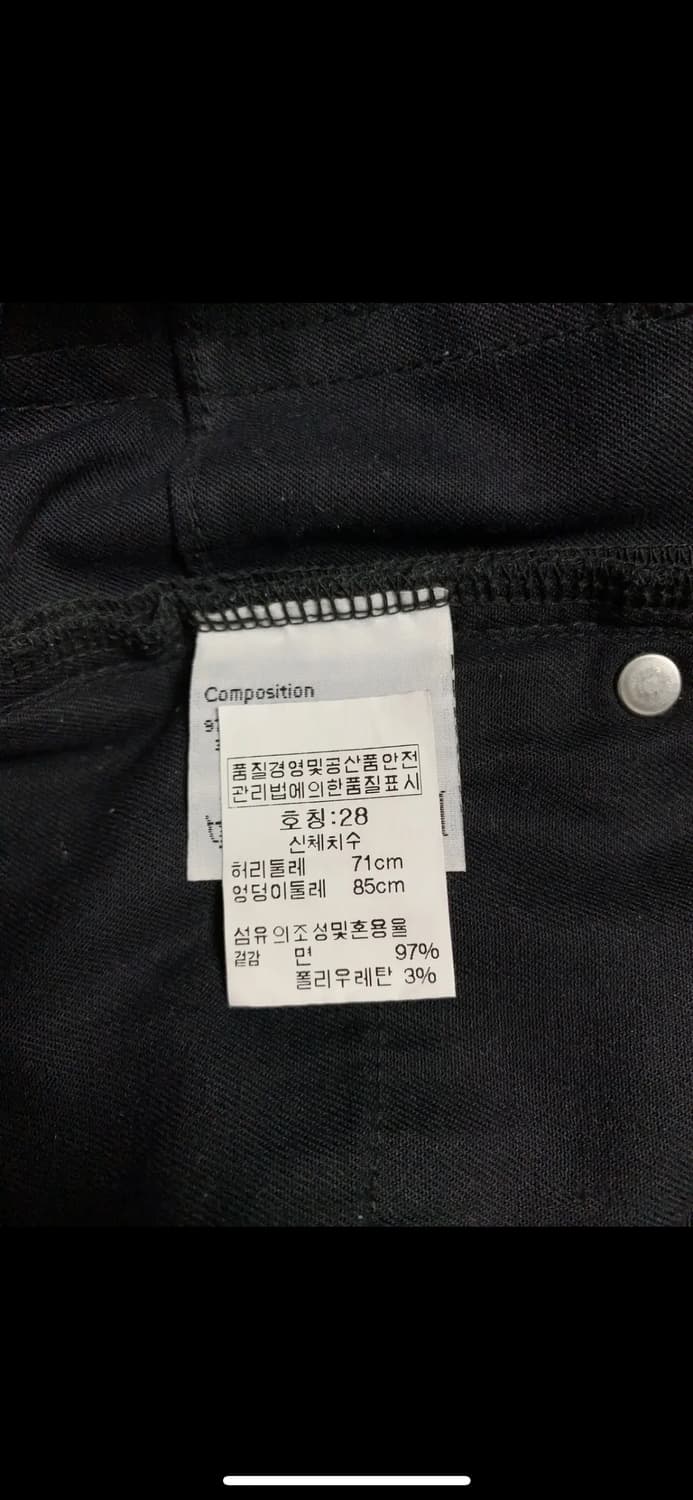 Composition
품질경영및공산품안전
관리법에의한품질표시
호칭:28
신체치수
허리둘레 71cm
엉덩이둘레 85cm
섬유의조성및혼용율
겉감 면 97%
폴리우레탄 3%